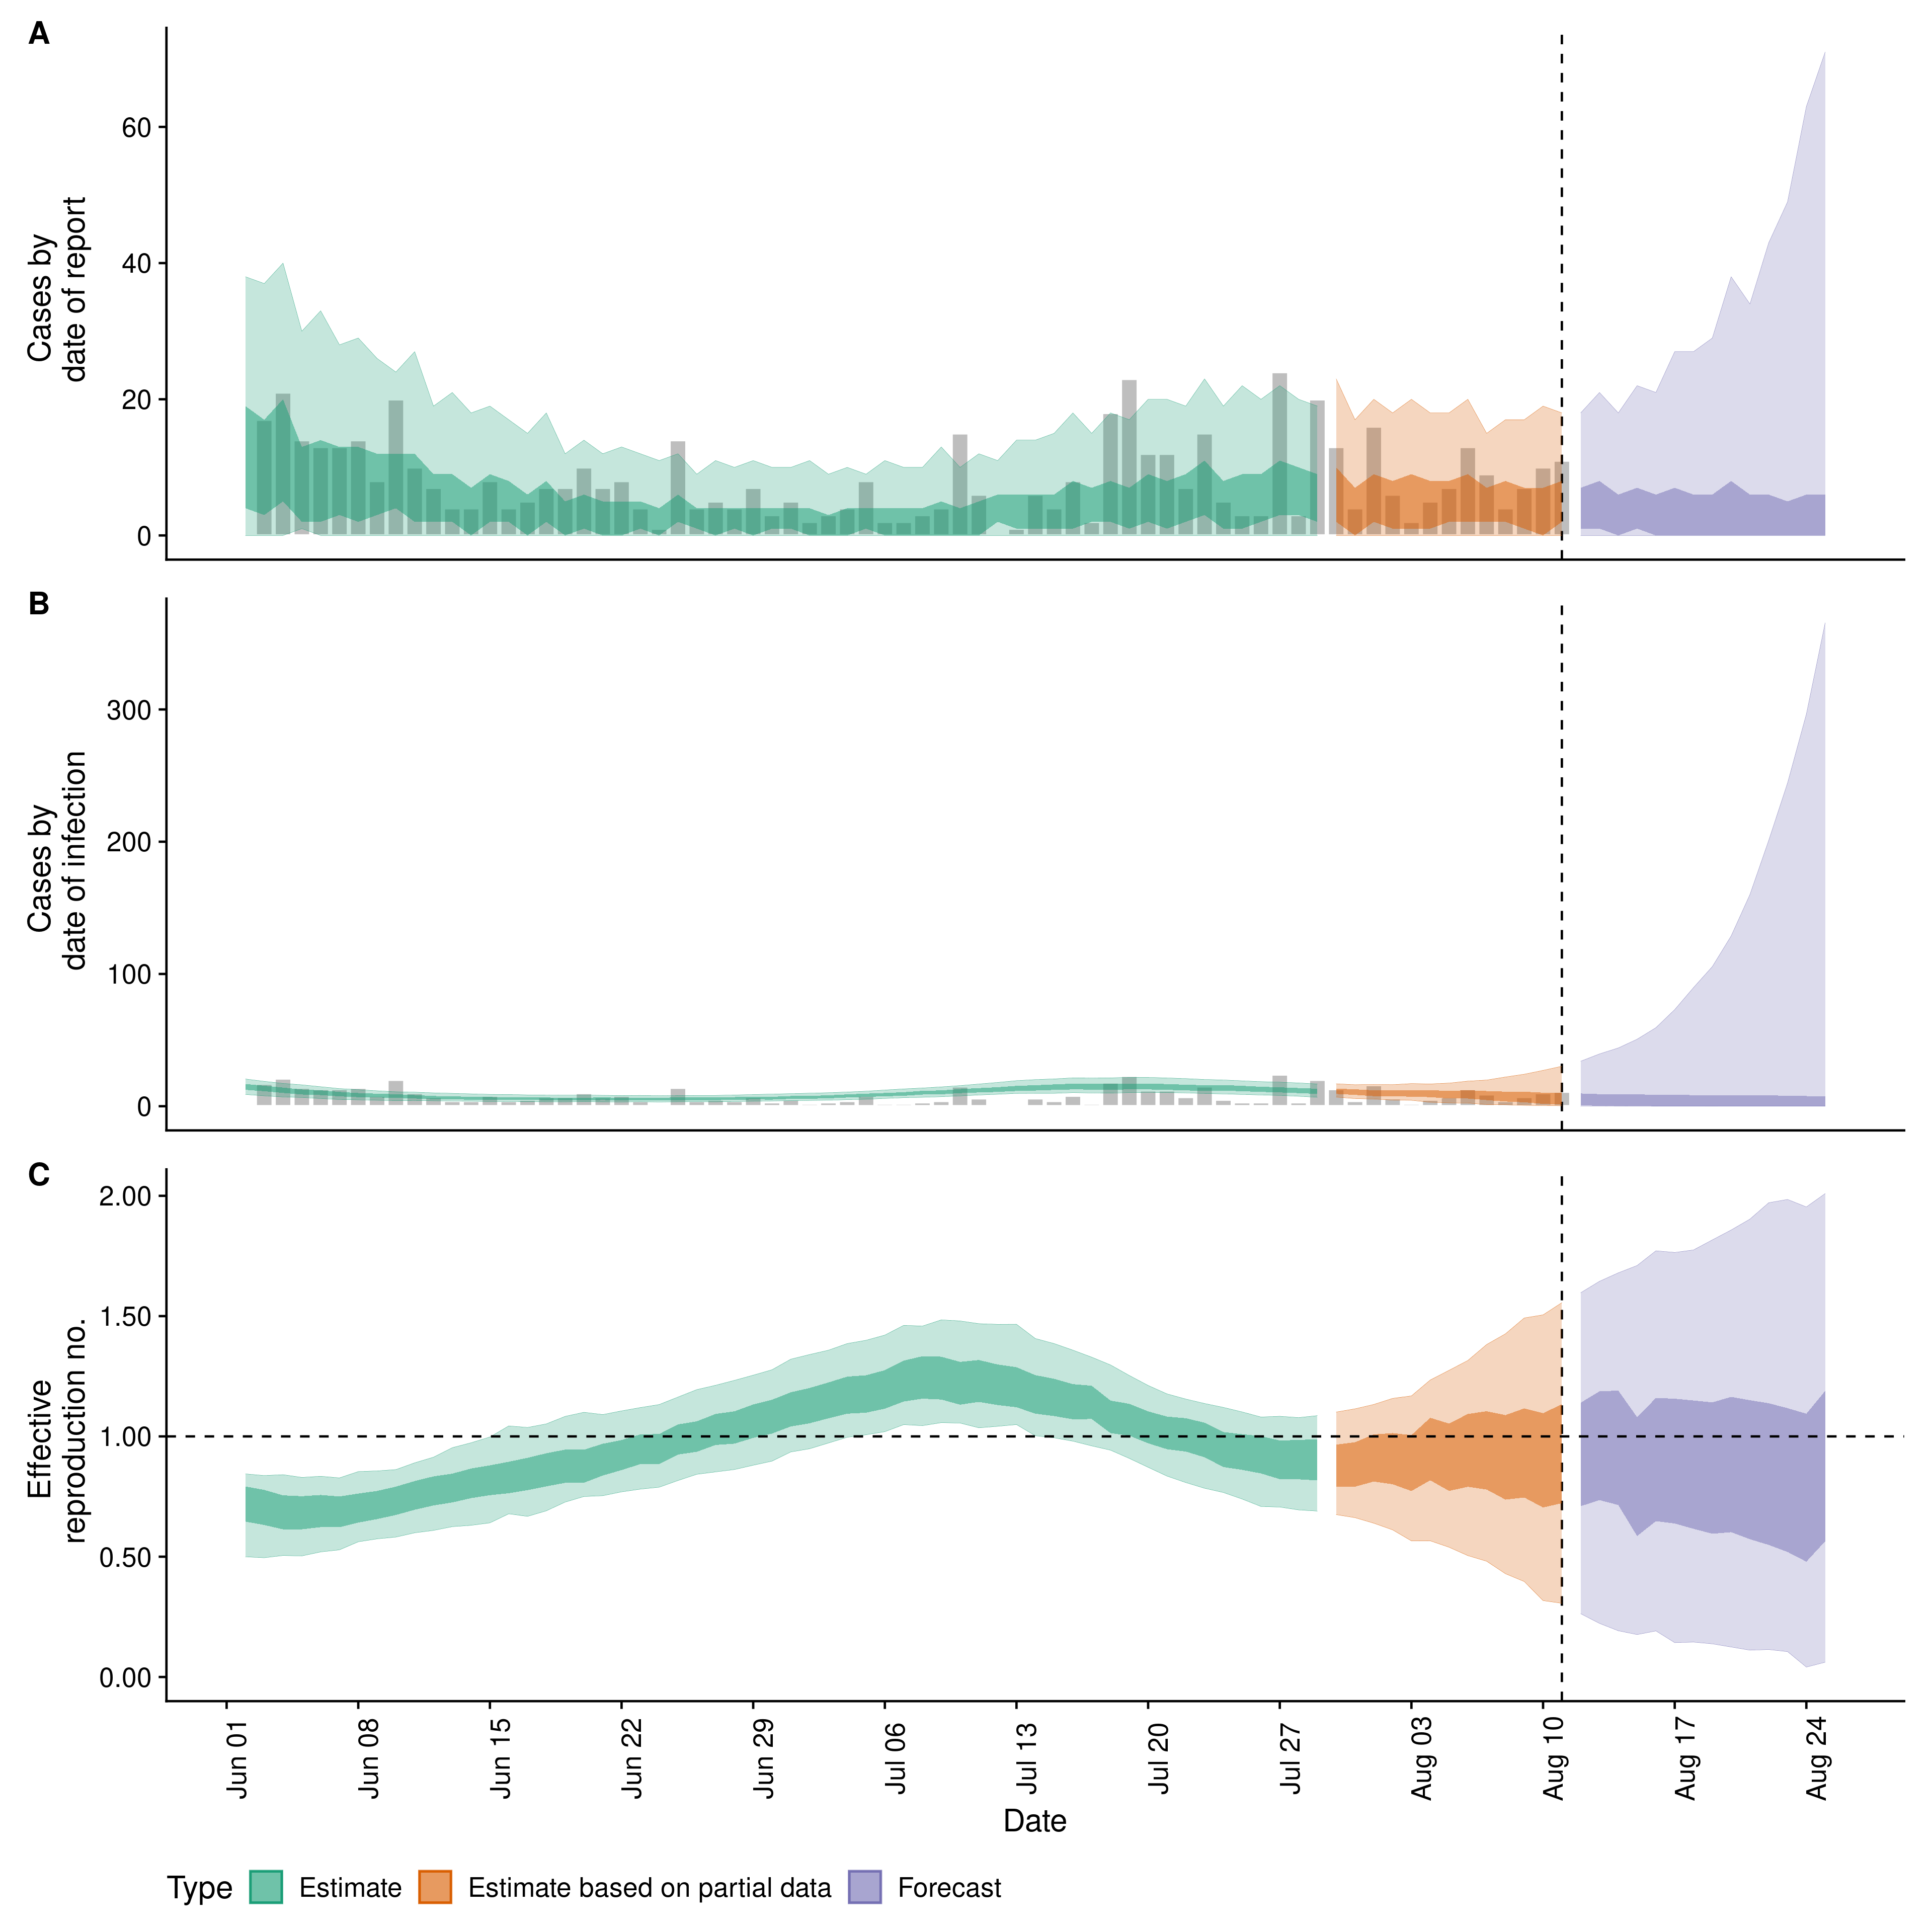 A
Cases by
date of report
60
40
20
0
B
Cases by
date of infection
300
200
100
0
C
Effective
reproduction no.
2.00
1.50
1.00
0.50
0.00
Jun 01
Jun 08
Jun 15
Jun 22
Jun 29
Jul 06
Jul 13
Jul 20
Jul 27
Aug 03
Aug 10
Aug 17
Aug 24
Date
Type Estimate Estimate based on partial data Forecast